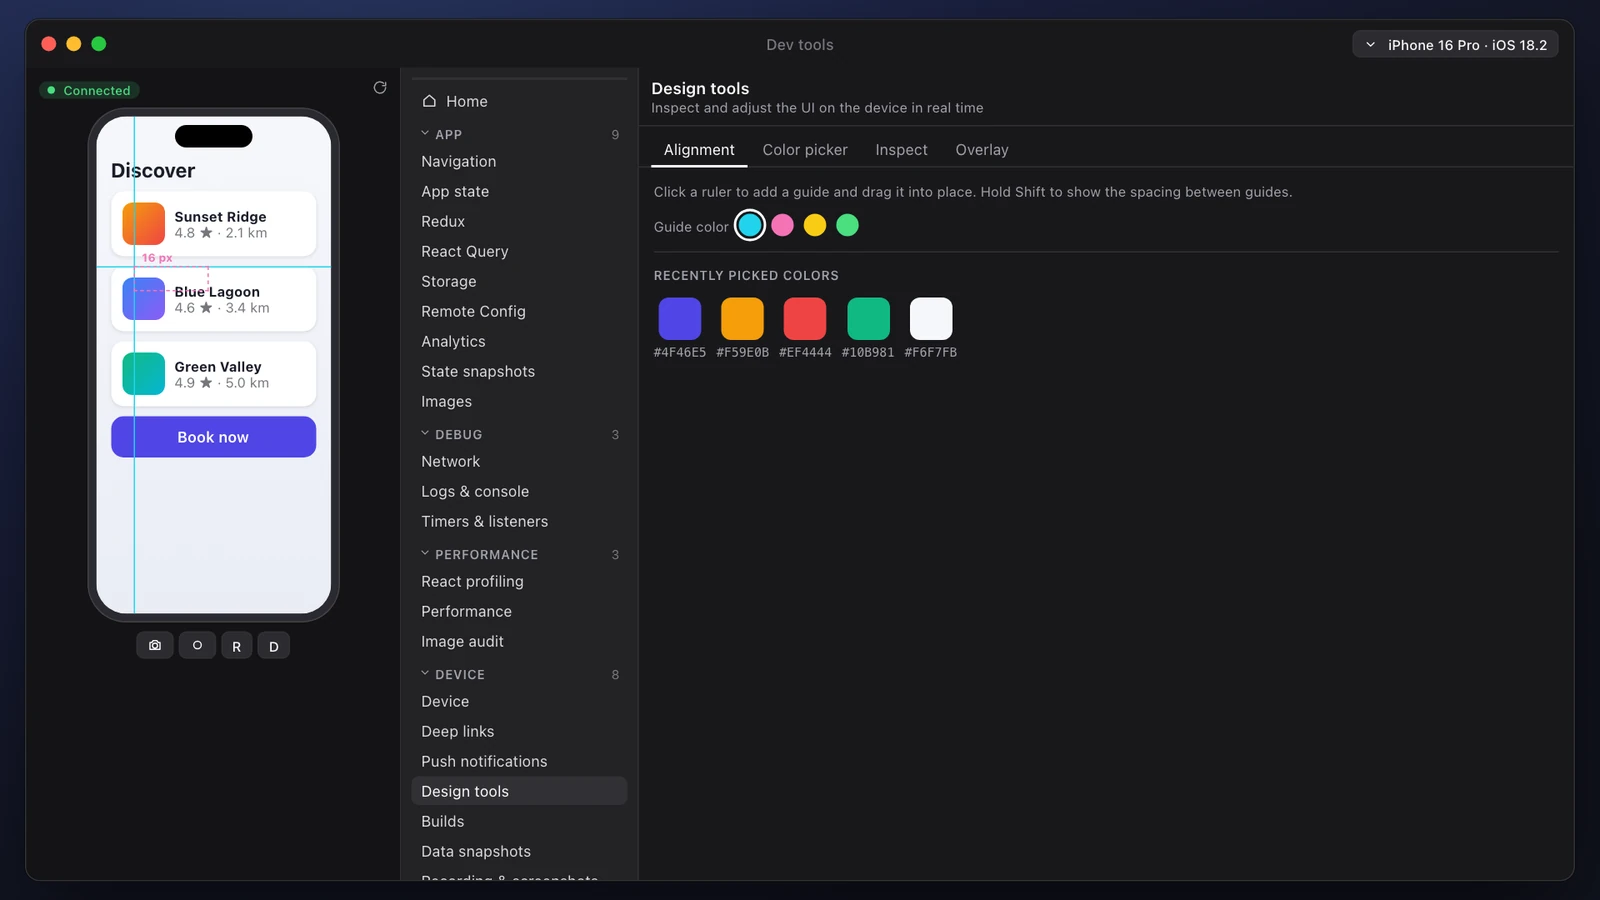 Dev tools
iPhone 16 Pro · iOS 18.2
Connected
Discover
Sunset Ridge
4.8 ★ · 2.1 km
16 px
Blue Lagoon
4.6 ★ · 3.4 km
Green Valley
4.9 ★ · 5.0 km
Book now
R
D
Home
APP 9
Navigation
App state
Redux
React Query
Storage
Remote Config
Analytics
State snapshots
Images
DEBUG 3
Network
Logs & console
Timers & listeners
PERFORMANCE 3
React profiling
Performance
Image audit
DEVICE 8
Device
Deep links
Push notifications
Design tools
Builds
Data snapshots
Recording & screenshots
Design tools
Inspect and adjust the UI on the device in real time
Alignment Color picker Inspect Overlay
Click a ruler to add a guide and drag it into place. Hold Shift to show the spacing between guides.
Guide color
RECENTLY PICKED COLORS
#4F46E5 #F59E0B #EF4444 #10B981 #F6F7FB